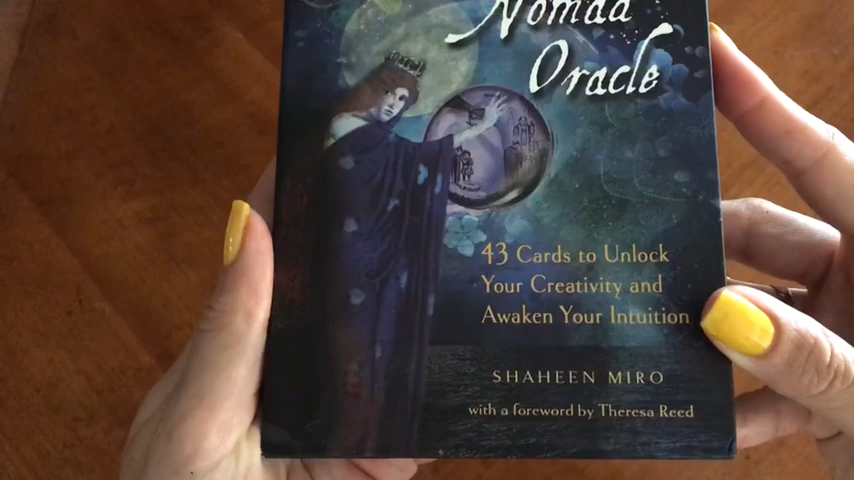 Nomad
Oracle
43 Cards to Unlock
Your Creativity and
Awaken Your Intuition
SHAHEEN MIRO
with a foreword by Theresa Reed